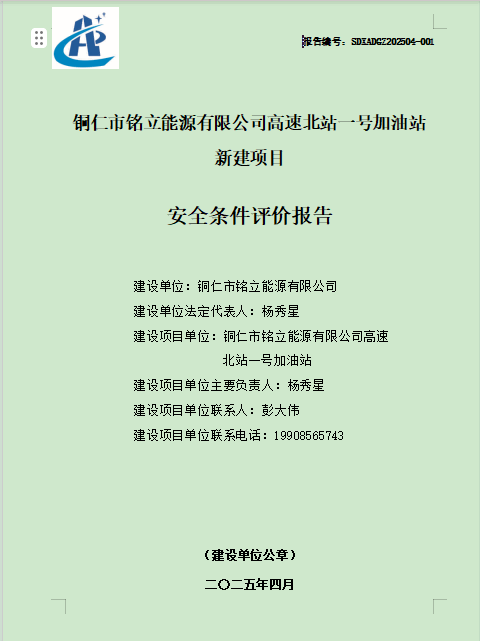 报告编号：SDXADGZ202504-001
铜仁市铭立能源有限公司高速北站一号加油站
新建项目
安全条件评价报告
建设单位：铜仁市铭立能源有限公司
建设单位法定代表人：杨秀星
建设项目单位：铜仁市铭立能源有限公司高速
北站一号加油站
建设项目单位主要负责人：杨秀星
建设项目单位联系人：彭大伟
建设项目单位联系电话：19908565743
（建设单位公章）
二〇二五年四月